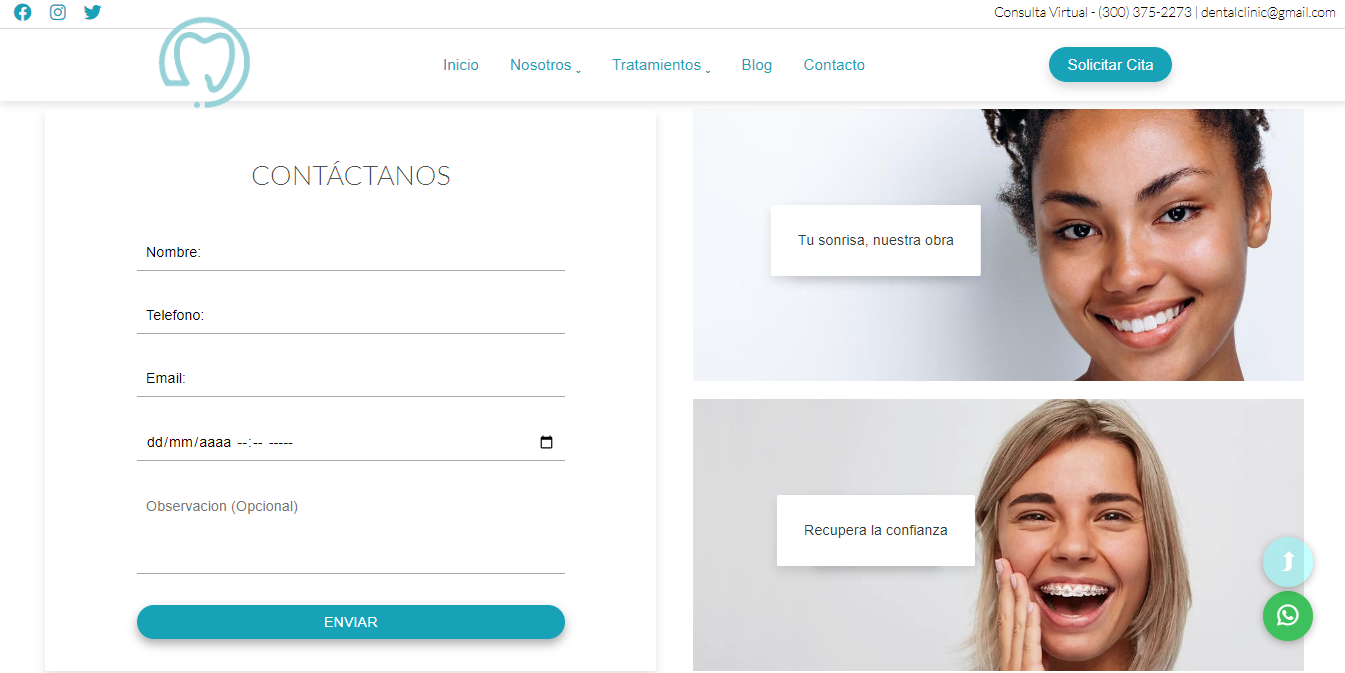 Consulta Virtual - (300) 375-2273 | dentalclinic@gmail.com
Inicio Nosotros Tratamientos Blog Contacto Solicitar Cita
CONTÁCTANOS
Nombre:
Telefono:
Email:
dd/mm/aaaa --:-- -----
Observacion (Opcional)
ENVIAR
Tu sonrisa, nuestra obra
Recupera la confianza